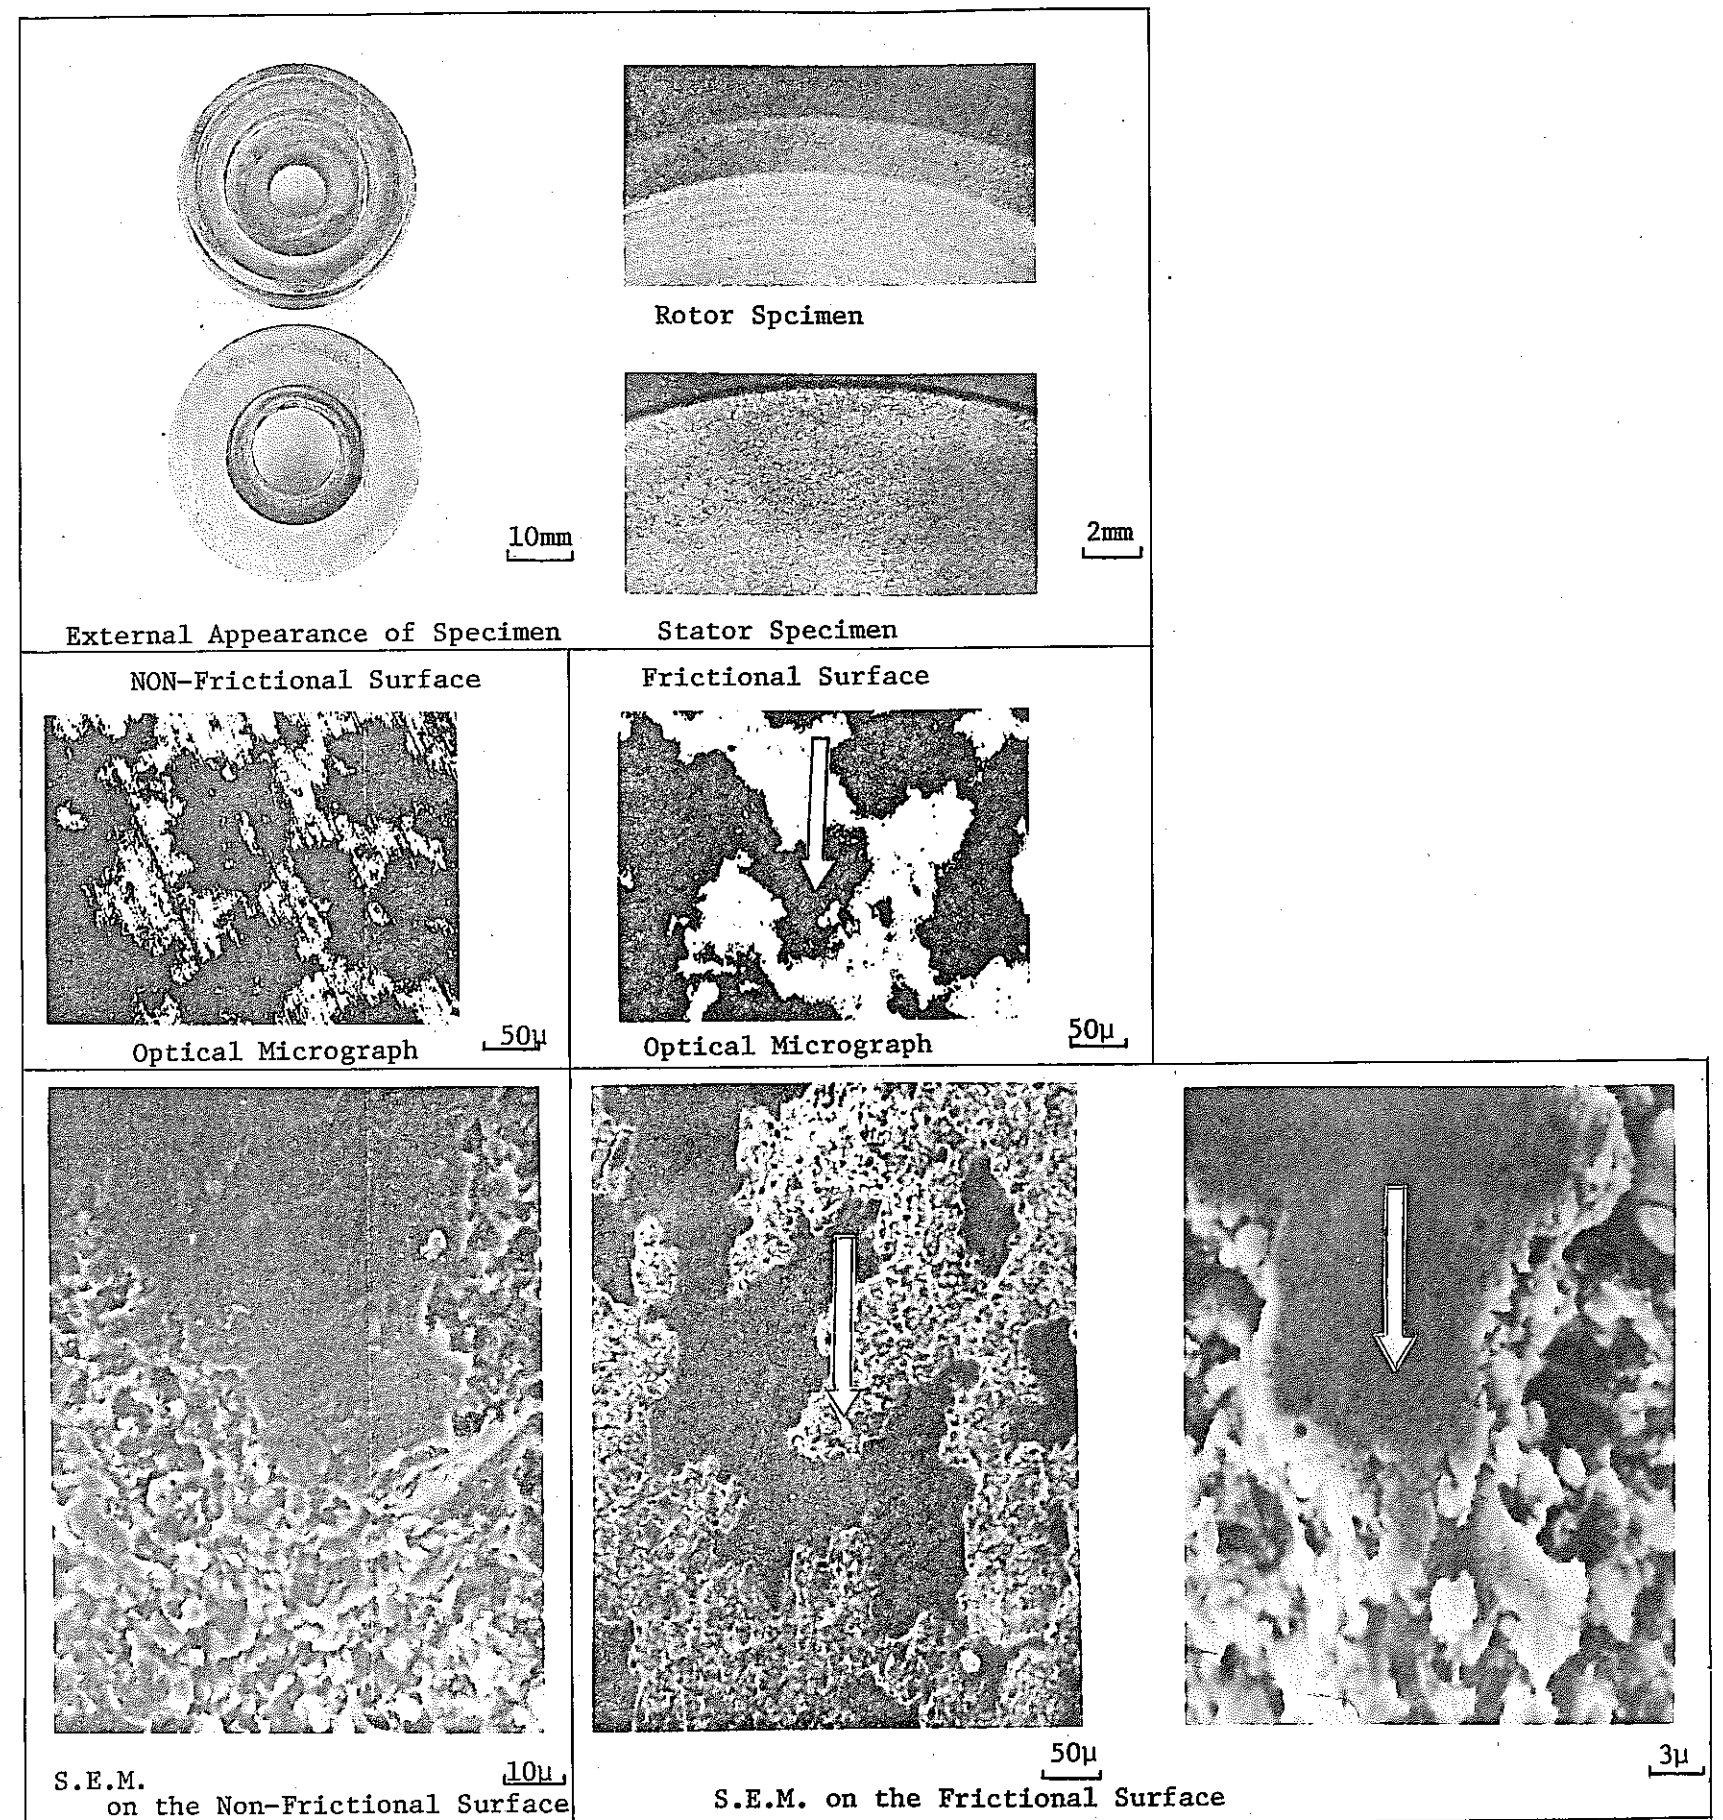 Rotor Spcimen
10mm
2mm
External Appearance of Specimen
Stator Specimen
NON-Frictional Surface
Frictional Surface
Optical Micrograph
50μ
Optical Micrograph
50μ
S.E.M.
on the Non-Frictional Surface
10μ
50μ
3μ
S.E.M. on the Frictional Surface